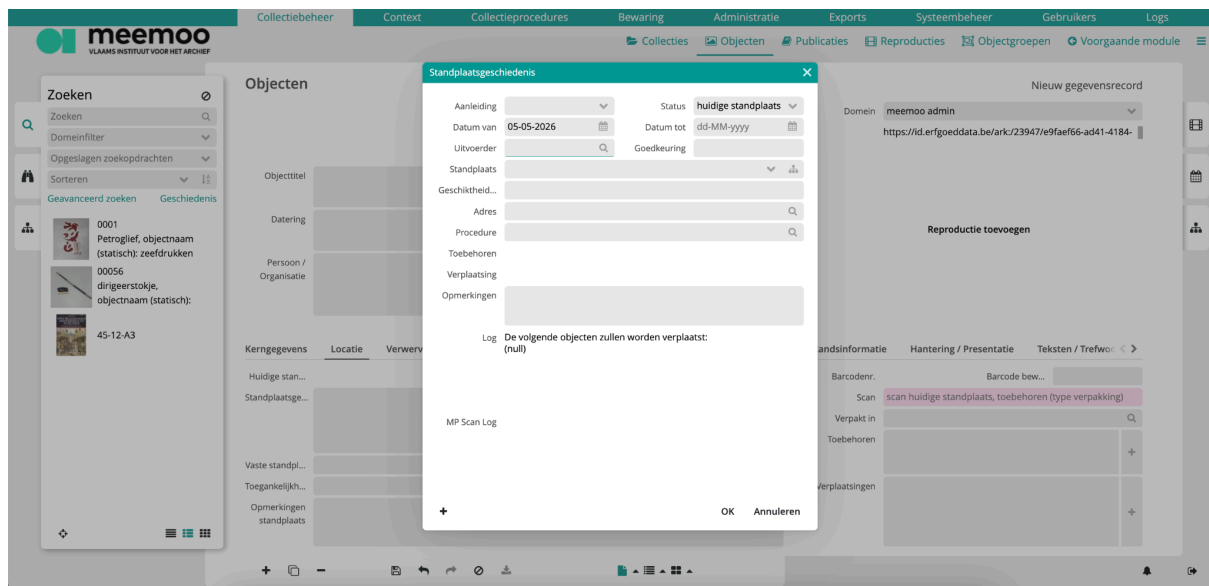 Collectiebeheer Context Collectieprocedures Bewaring Administratie Exports Systeembeheer Gebruikers Logs
meemoo
VLAAMS INSTITUUT VOOR HET ARCHIEF
Collecties Objecten Publicaties Reproducties Objectgroepen Voorgaande module
Zoeken
Zoeken
Domeinfilter
Opgeslagen zoekopdrachten
Sorteren
Geavanceerd zoeken Geschiedenis
0001
Petroglief, objectnaam
(statisch): zeefdrukken
00056
dirigeerstokje,
objectnaam (statisch):
45-12-A3
Objecten
Nieuw gegevensrecord
Domein meemoo admin
https://id.erfgoeddata.be/ark:/23947/e9faef66-ad41-4184-
Objecttitel
Datering
Persoon /
Organisatie
Reproductie toevoegen
Kerngegevens Locatie Verwerv
andsinformatie Hantering / Presentatie Teksten / Trefwo
Huidige stan...
Standplaatsge...
Vaste standpl...
Toegankelijkh...
Opmerkingen
standplaats
Barcodenr. Barcode bew...
Scan scan huidige standplaats, toebehoren (type verpakking)
Verpakt in
Toebehoren
Verplaatsingen
Standplaatsgeschiedenis
Aanleiding Status huidige standplaats
Datum van 05-05-2026 Datum tot dd-MM-yyyy
Uitvoerder Goedkeuring
Standplaats
Geschiktheid...
Adres
Procedure
Toebehoren
Verplaatsing
Opmerkingen
Log De volgende objecten zullen worden verplaatst:
(null)
MP Scan Log
OK Annuleren